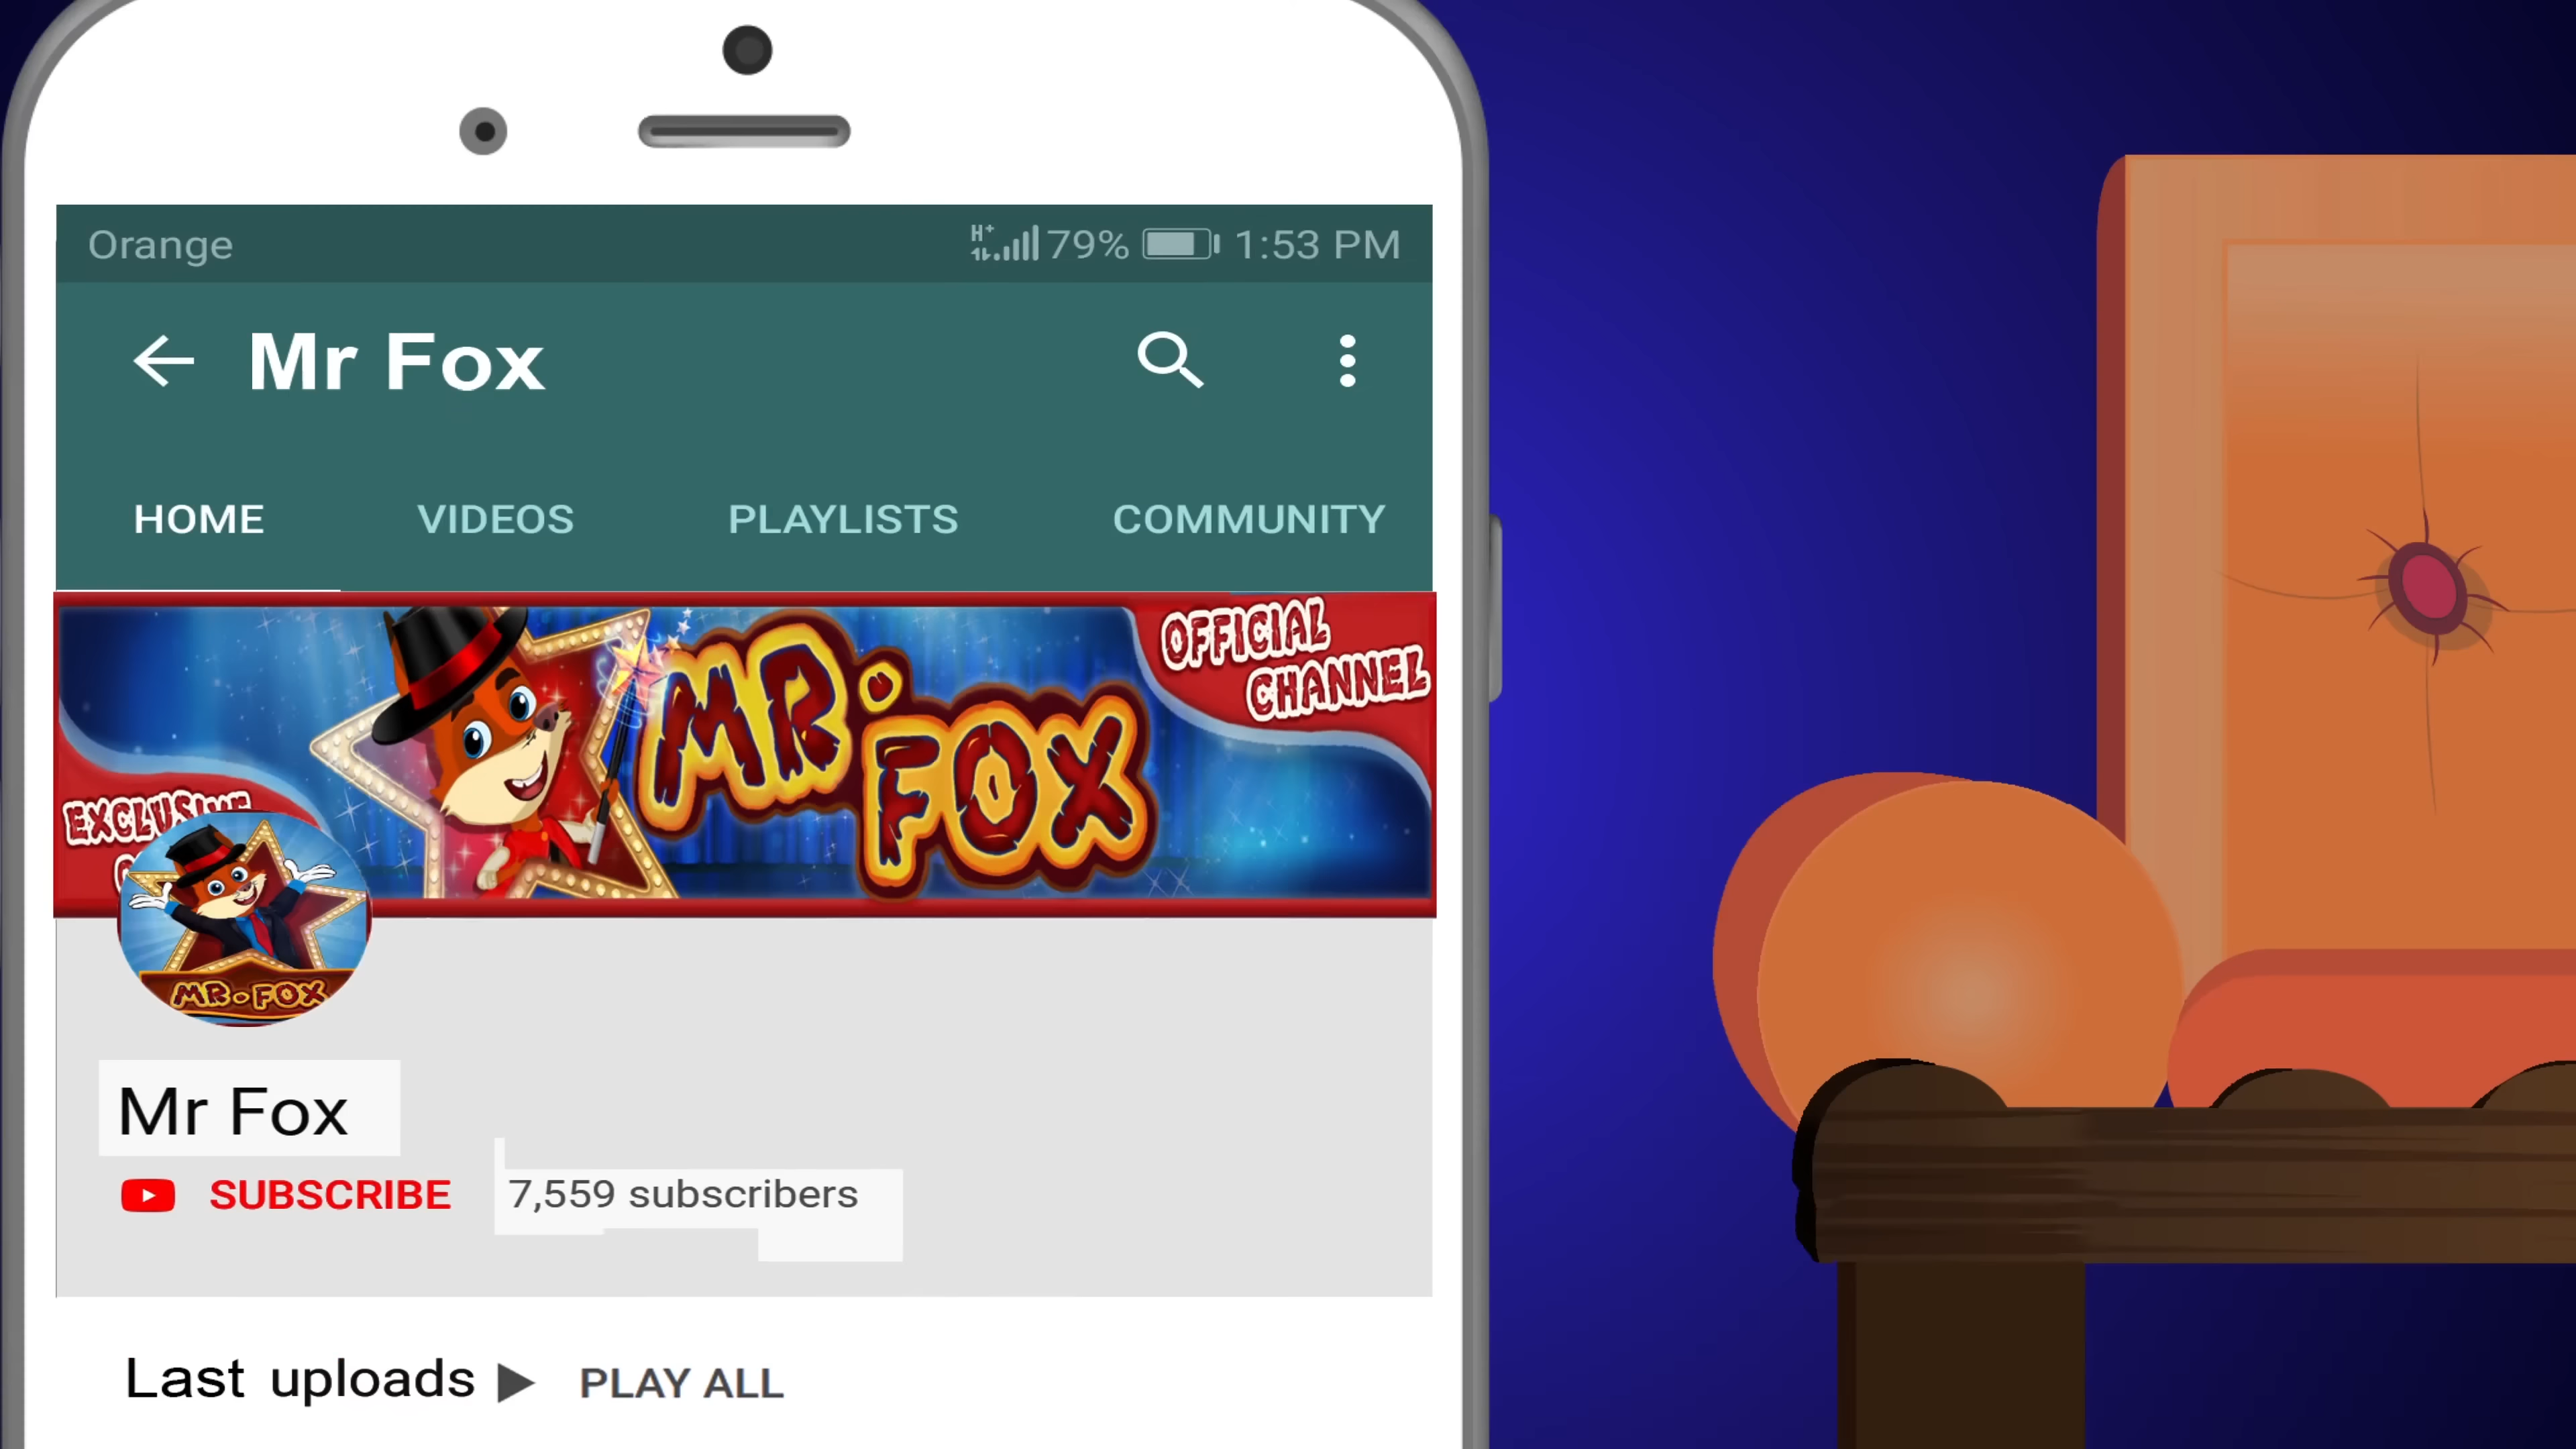 Orange H+ 79% 1:53 PM
Mr Fox
HOME VIDEOS PLAYLISTS COMMUNITY
OFFICIAL
CHANNEL
MR.
FOX
EXCLUSIVE
MR. FOX
Mr Fox
SUBSCRIBE 7,559 subscribers
Last uploads PLAY ALL